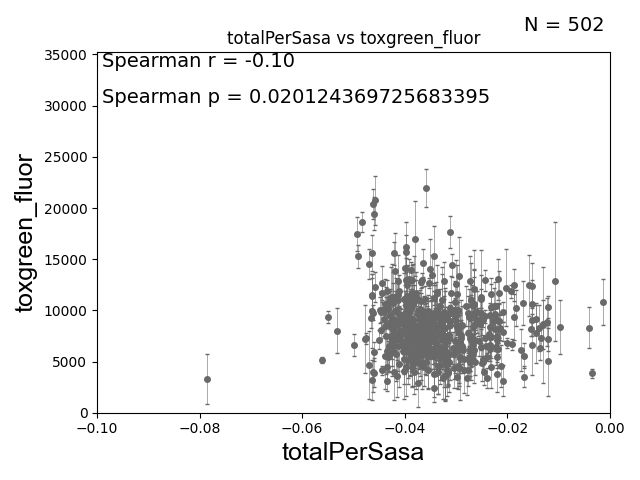 N = 502
totalPerSasa vs toxgreen_fluor
Spearman r = -0.10
Spearman p = 0.020124369725683395
toxgreen_fluor
35000
30000
25000
20000
15000
10000
5000
0
−0.10 −0.08 −0.06 −0.04 −0.02 0.00
totalPerSasa